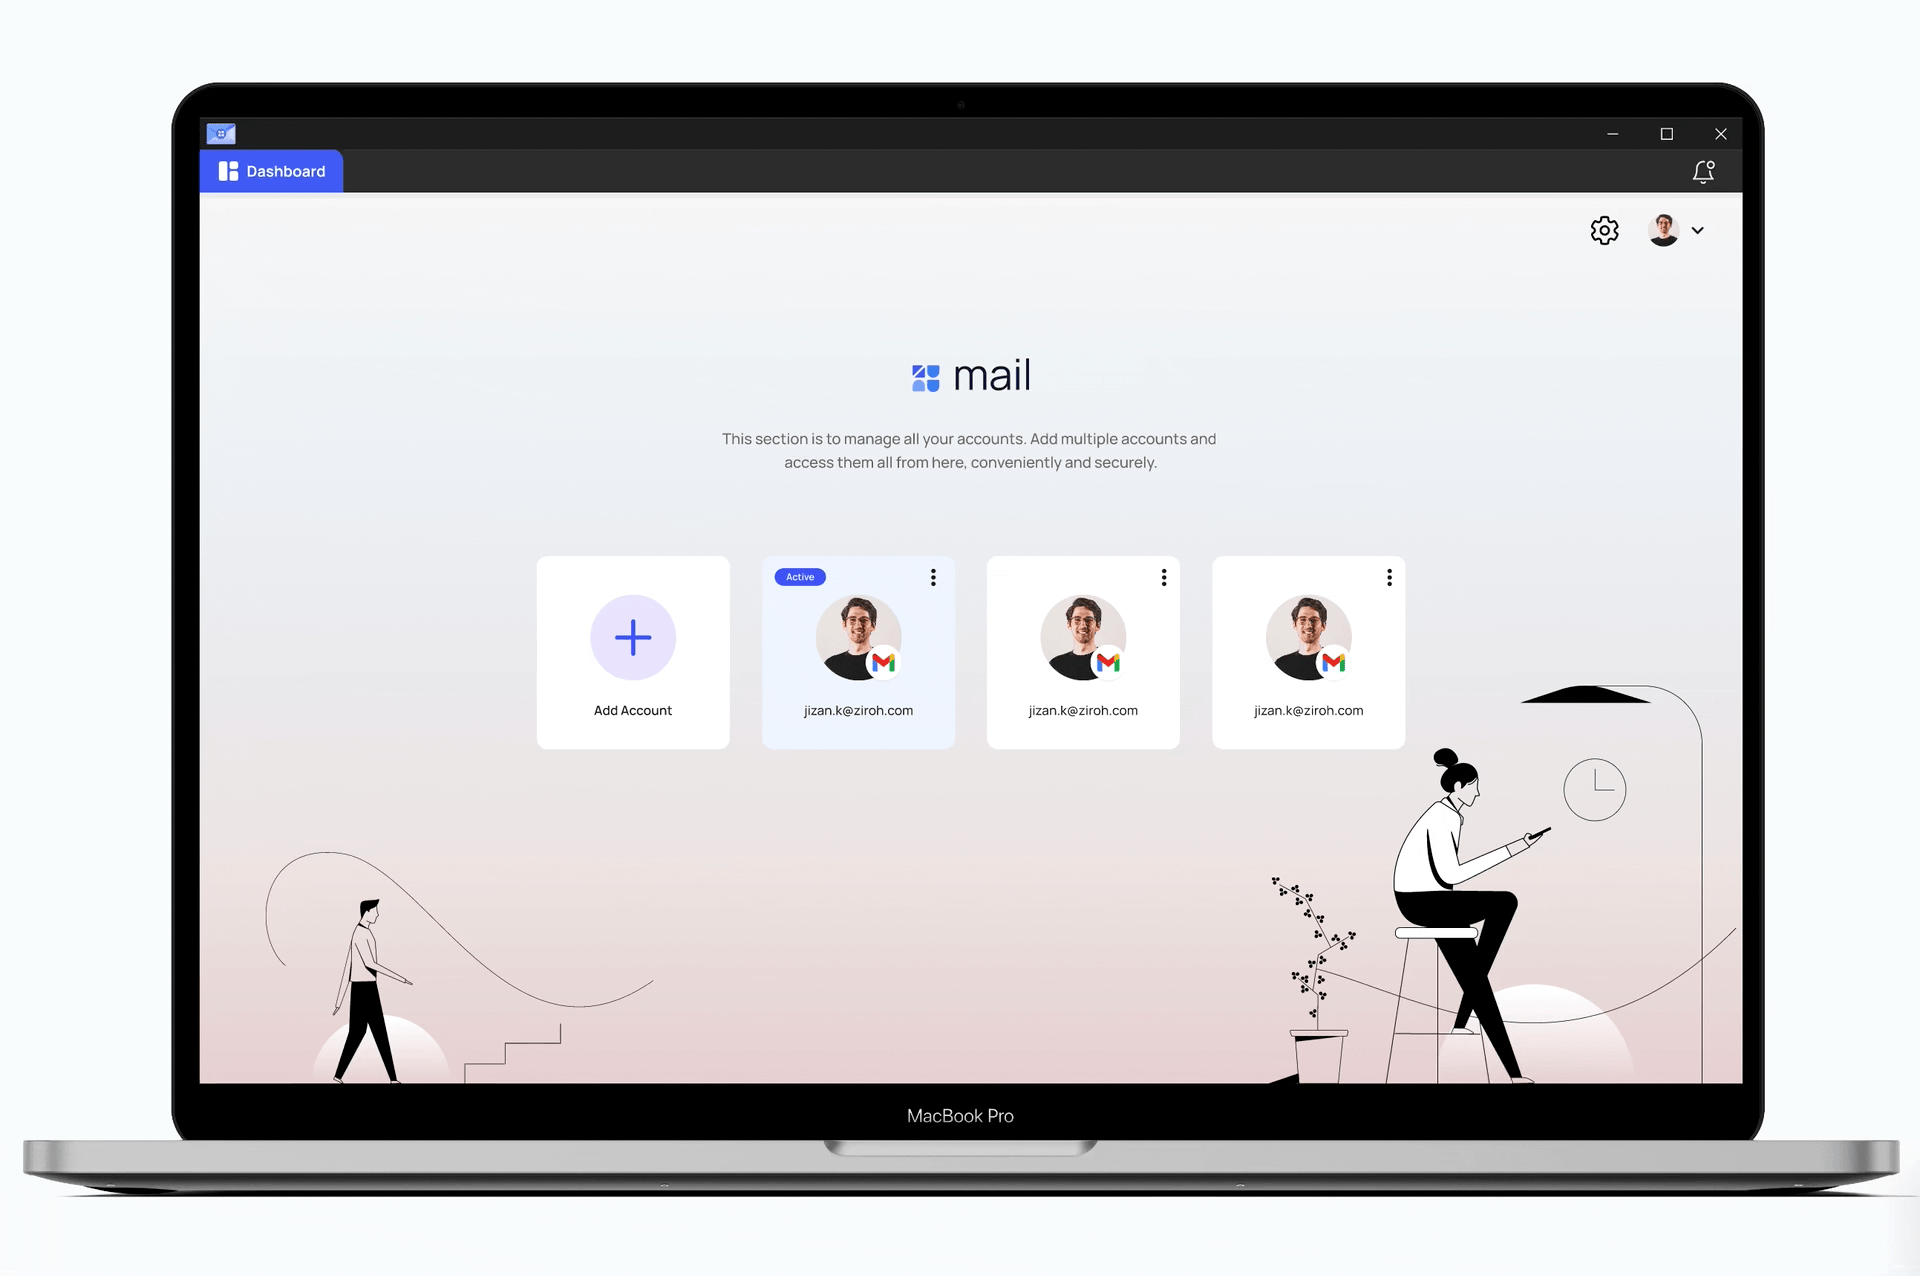 Dashboard
mail
This section is to manage all your accounts. Add multiple accounts and
access them all from here, conveniently and securely.
Active
Add Account
jizan.k@ziroh.com
jizan.k@ziroh.com
jizan.k@ziroh.com
MacBook Pro